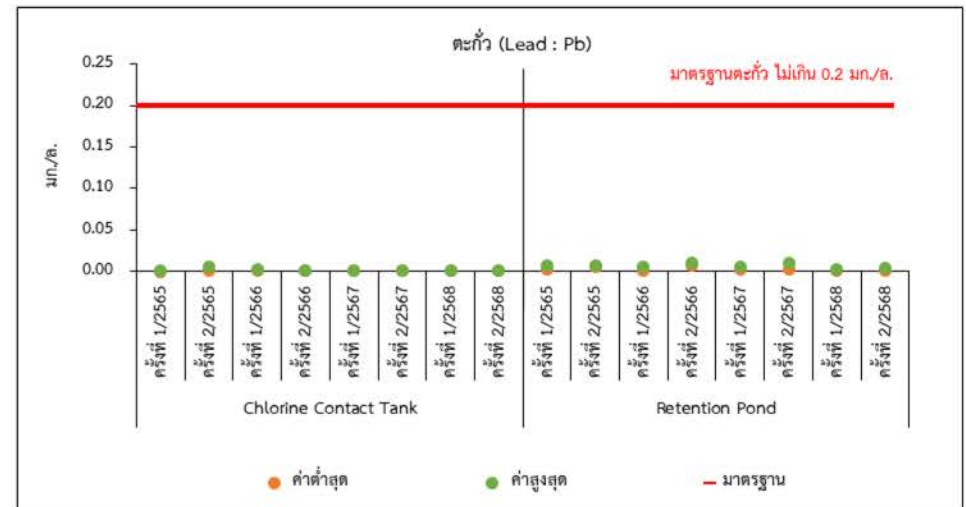 ตะกั่ว (Lead : Pb)
มาตรฐานตะกั่ว ไม่เกิน 0.2 มก./ล.
มก./ล.
0.25
0.20
0.15
0.10
0.05
0.00
ครั้งที่ 1/2565
ครั้งที่ 2/2565
ครั้งที่ 1/2566
ครั้งที่ 2/2566
ครั้งที่ 1/2567
ครั้งที่ 2/2567
ครั้งที่ 1/2568
ครั้งที่ 2/2568
ครั้งที่ 1/2565
ครั้งที่ 2/2565
ครั้งที่ 1/2566
ครั้งที่ 2/2566
ครั้งที่ 1/2567
ครั้งที่ 2/2567
ครั้งที่ 1/2568
ครั้งที่ 2/2568
Chlorine Contact Tank
Retention Pond
ค่าต่ำสุด
ค่าสูงสุด
มาตรฐาน